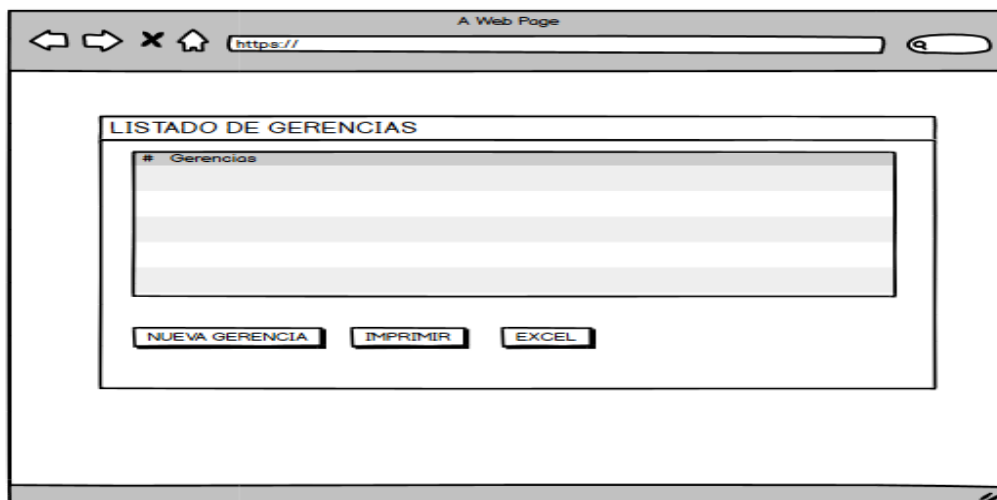 A Web Page
https://
LISTADO DE GERENCIAS
# Gerencias
NUEVA GERENCIA IMPRIMIR EXCEL